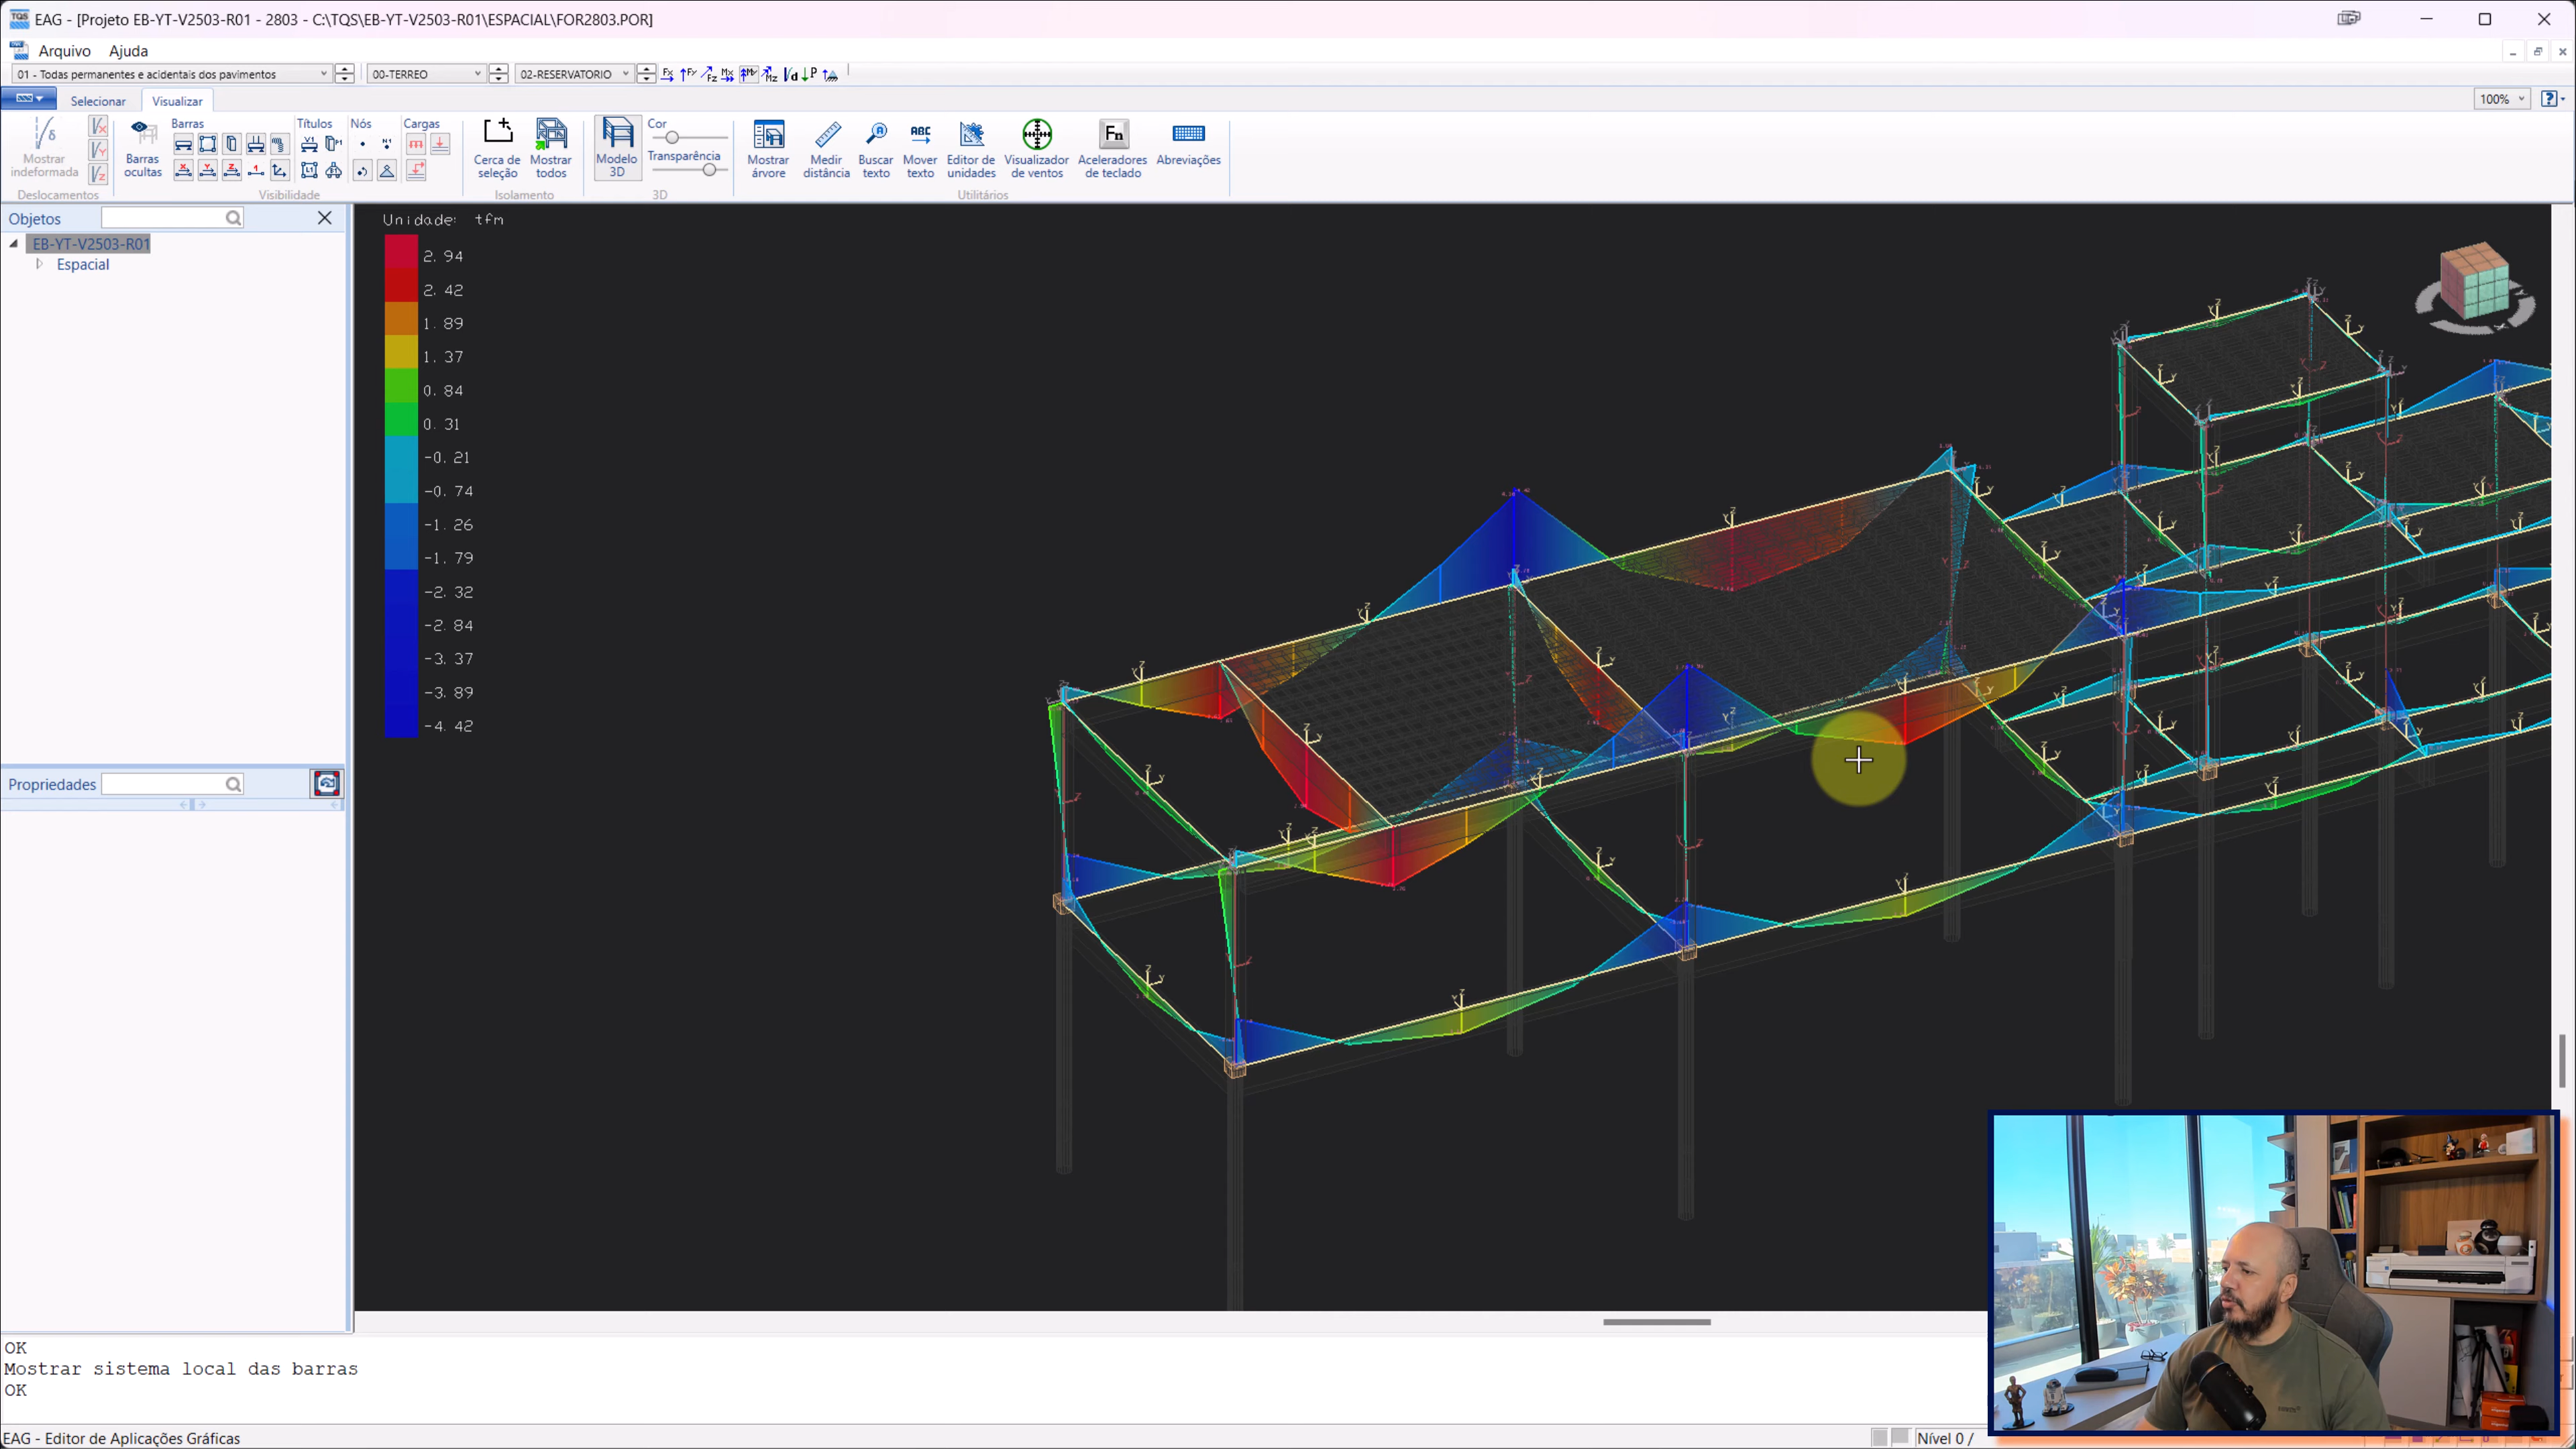 EAG - [Projeto EB-YT-V2503-R01 - 2803 - C:\TQS\EB-YT-V2503-R01\ESPACIAL\FOR2803.POR]
Arquivo Ajuda
01 - Todas permanentes e acidentais dos pavimentos 00-TERREO 02-RESERVATORIO Fx Fy Fz Mx My Mz
Selecionar Visualizar 100%
Mostrar indeformada
Deslocamentos
Barras ocultas
Barras Títulos Nós Cargas
Visibilidade
Cerca de seleção
Mostrar todos
Isolamento
Modelo 3D
Cor
Transparência
3D
Mostrar árvore
Medir distância
Buscar texto
Mover texto
Editor de unidades
Visualizador de ventos
Aceleradores de teclado
Abreviações
Utilitários
Objetos
EB-YT-V2503-R01
Espacial
Propriedades
Unidade: tfm
2.94
2.42
1.89
1.37
0.84
0.31
-0.21
-0.74
-1.26
-1.79
-2.32
-2.84
-3.37
-3.89
-4.42
OK
Mostrar sistema local das barras
OK
EAG - Editor de Aplicações Gráficas
Nível 0 /